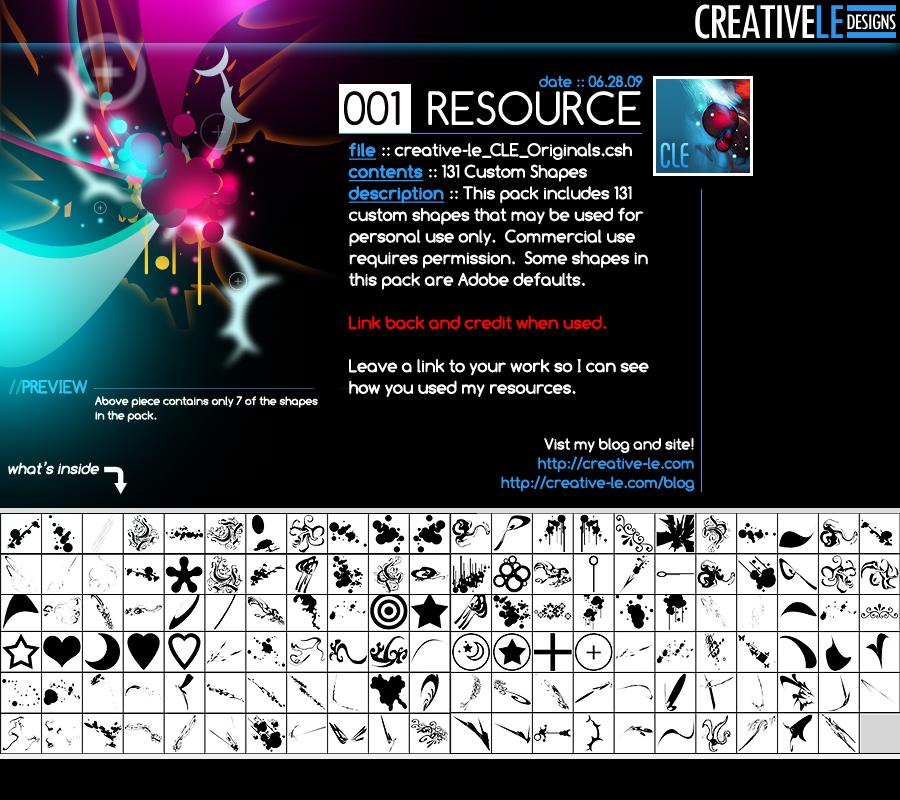 CREATIVELE DESIGNS
date :: 06.28.09
001 RESOURCE
CLE
file :: creative-le_CLE_Originals.csh
contents :: 131 Custom Shapes
description :: This pack includes 131
custom shapes that may be used for
personal use only. Commercial use
requires permission. Some shapes in
this pack are Adobe defaults.
Link back and credit when used.
Leave a link to your work so I can see
how you used my resources.
//PREVIEW
Above piece contains only 7 of the shapes
in the pack.
Vist my blog and site!
http://creative-le.com
http://creative-le.com/blog
what's inside